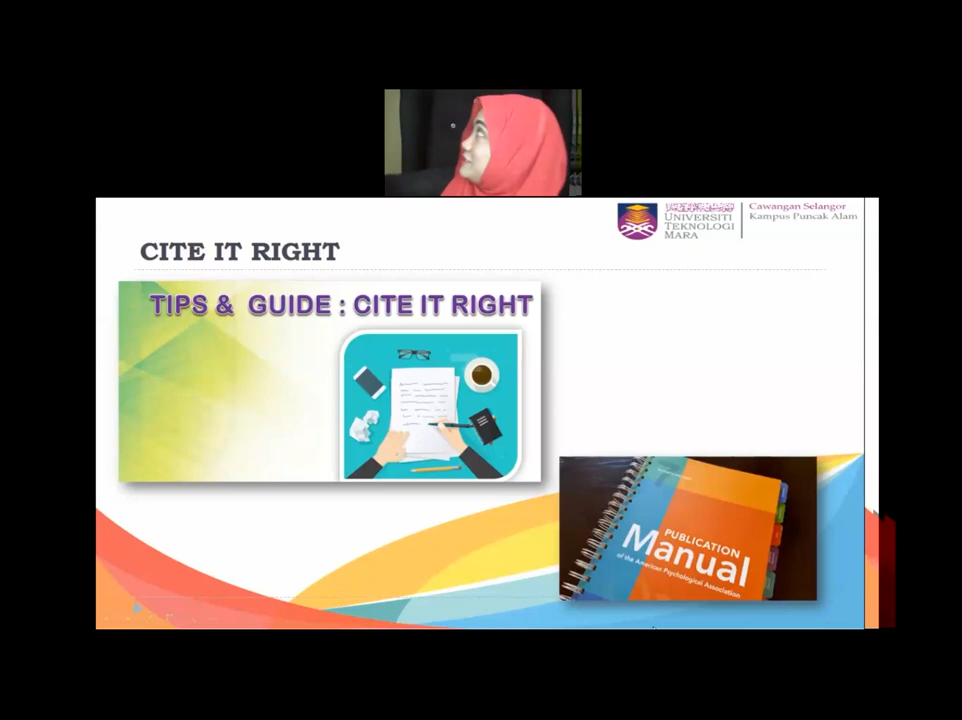 UNIVERSITI
TEKNOLOGI
MARA
Cawangan Selangor
Kampus Puncak Alam
CITE IT RIGHT
TIPS & GUIDE : CITE IT RIGHT
PUBLICATION
Manual
of the American Psychological Association